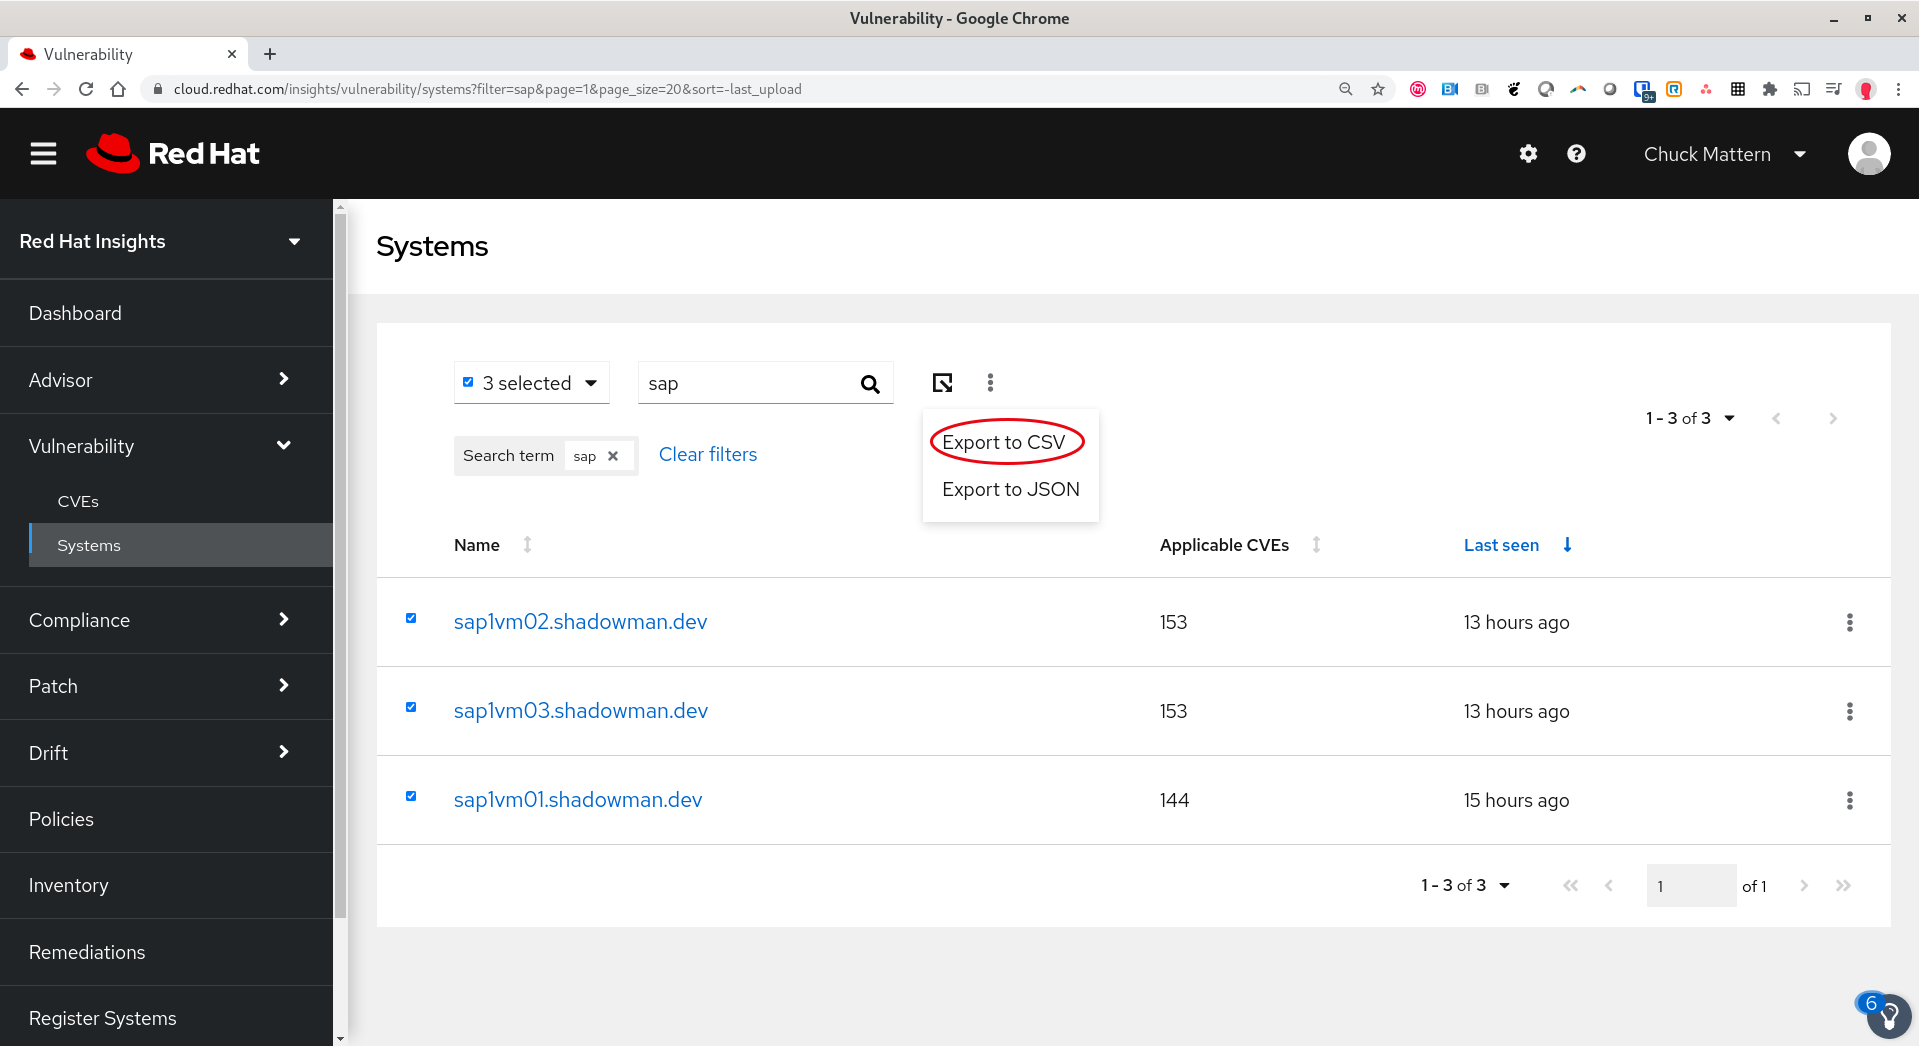 Vulnerability - Google Chrome
Vulnerability
cloud.redhat.com/insights/vulnerability/systems?filter=sap&page=1&page_size=20&sort=-last_upload
9+
Red Hat
Chuck Mattern
Red Hat Insights
Dashboard
Advisor
Vulnerability
CVEs
Systems
Compliance
Patch
Drift
Policies
Inventory
Remediations
Register Systems
Systems
3 selected
sap
Export to CSV
Export to JSON
1 - 3 of 3
Search term
sap
Clear filters
Name
Applicable CVEs
Last seen
sap1vm02.shadowman.dev
153
13 hours ago
sap1vm03.shadowman.dev
153
13 hours ago
sap1vm01.shadowman.dev
144
15 hours ago
1 - 3 of 3
1
of 1
6